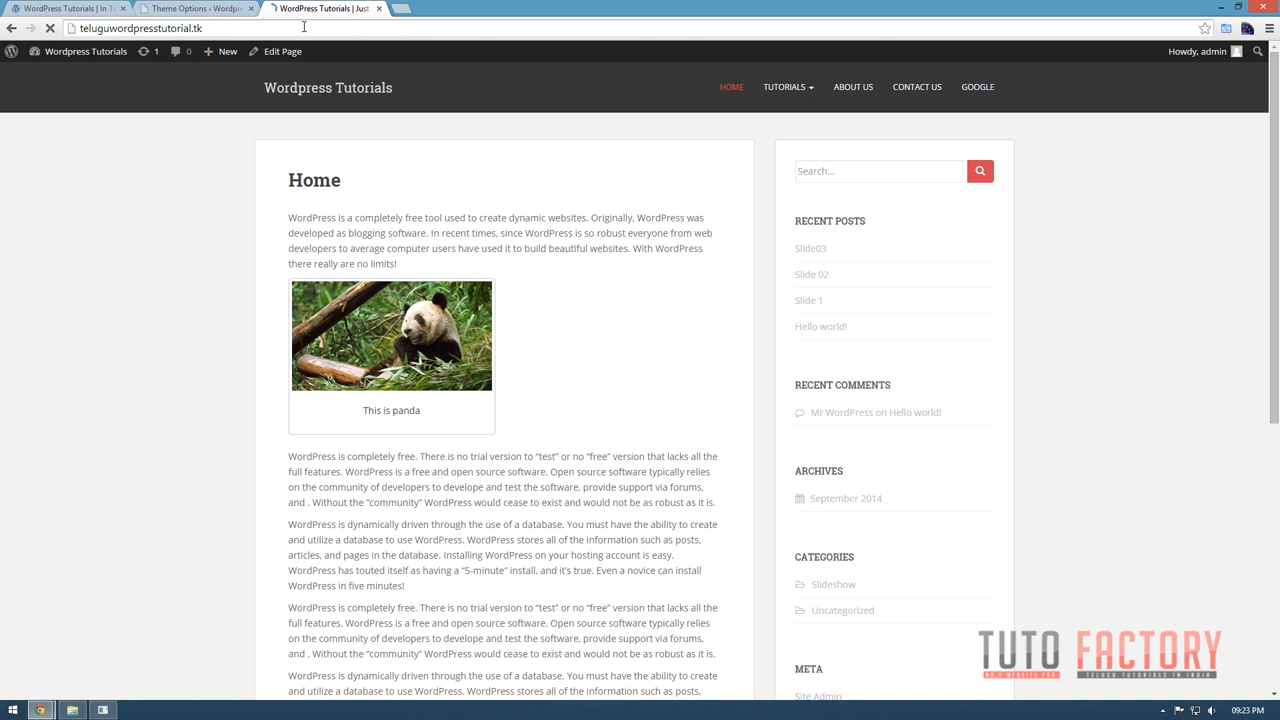 WordPress Tutorials | In T
Theme Options ‹ Wordpre
WordPress Tutorials | Just
teluguwordpresstutorial.tk
Wordpress Tutorials
1
0
New
Edit Page
Howdy, admin
Wordpress Tutorials
HOME
TUTORIALS
ABOUT US
CONTACT US
GOOGLE
Home
WordPress is a completely free tool used to create dynamic websites. Originally, WordPress was
developed as blogging software. In recent times, since WordPress is so robust everyone from web
developers to average computer users have used it to build beautiful websites. With WordPress
there really are no limits!
This is panda
WordPress is completely free. There is no trial version to “test” or no “free” version that lacks all the
full features. WordPress is a free and open source software. Open source software typically relies
on the community of developers to develope and test the software, provide support via forums,
and . Without the “community” WordPress would cease to exist and would not be as robust as it is.
WordPress is dynamically driven through the use of a database. You must have the ability to create
and utilize a database to use WordPress. WordPress stores all of the information such as posts,
articles, and pages in the database. Installing WordPress on your hosting account is easy.
WordPress has touted itself as having a “5-minute” install, and it’s true. Even a novice can install
WordPress in five minutes!
WordPress is completely free. There is no trial version to “test” or no “free” version that lacks all the
full features. WordPress is a free and open source software. Open source software typically relies
on the community of developers to develope and test the software, provide support via forums,
and . Without the “community” WordPress would cease to exist and would not be as robust as it is.
WordPress is dynamically driven through the use of a database. You must have the ability to create
and utilize a database to use WordPress. WordPress stores all of the information such as posts,
Search...
RECENT POSTS
Slide03
Slide 02
Slide 1
Hello world!
RECENT COMMENTS
Mr WordPress on Hello world!
ARCHIVES
September 2014
CATEGORIES
Slideshow
Uncategorized
META
Site Admin
TUTO FACTORY
NO.1 WEBSITE FOR TELUGU TUTORIALS IN INDIA
09:23 PM